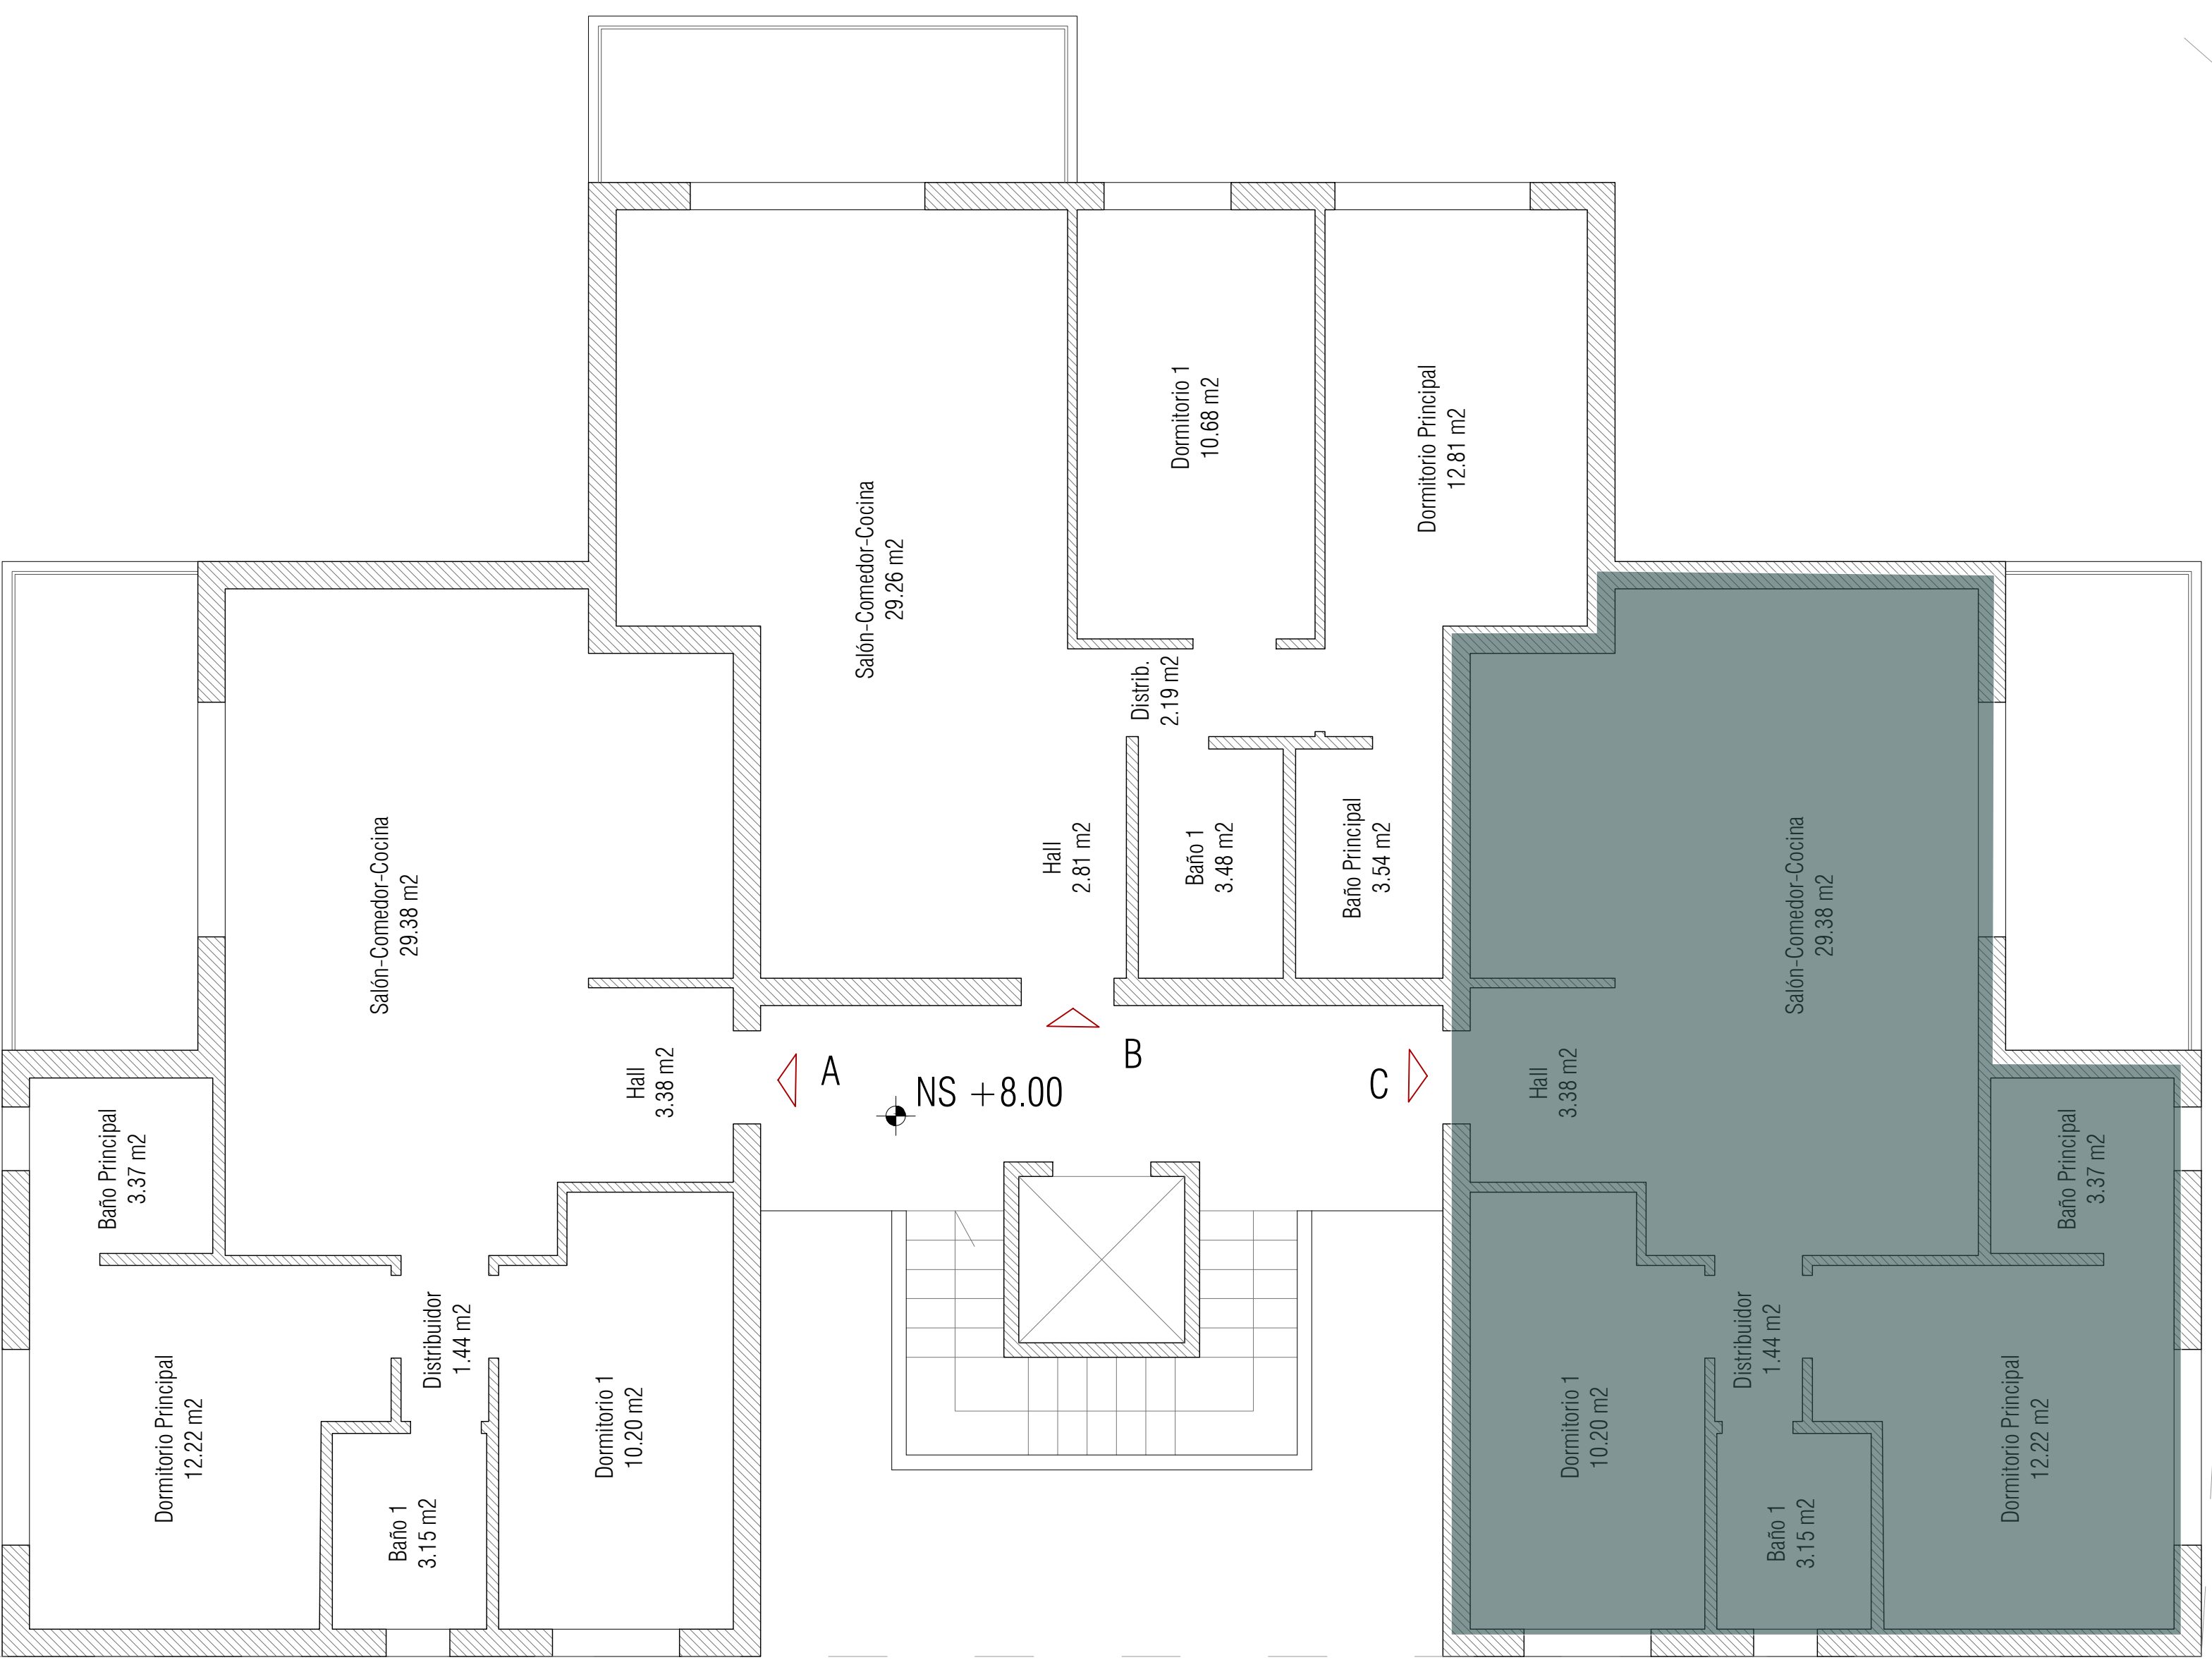 Dormitorio 1
10.68 m2
Dormitorio Principal
12.81 m2
Salón-Comedor-Cocina
29.26 m2
Distrib.
2.19 m2
Hall
2.81 m2
Baño 1
3.48 m2
Baño Principal
3.54 m2
Salón-Comedor-Cocina
29.38 m2
Hall
3.38 m2
Baño Principal
3.37 m2
Distribuidor
1.44 m2
Dormitorio Principal
12.22 m2
Baño 1
3.15 m2
Dormitorio 1
10.20 m2
A
B
C
NS +8.00
Salón-Comedor-Cocina
29.38 m2
Hall
3.38 m2
Baño Principal
3.37 m2
Distribuidor
1.44 m2
Dormitorio 1
10.20 m2
Baño 1
3.15 m2
Dormitorio Principal
12.22 m2